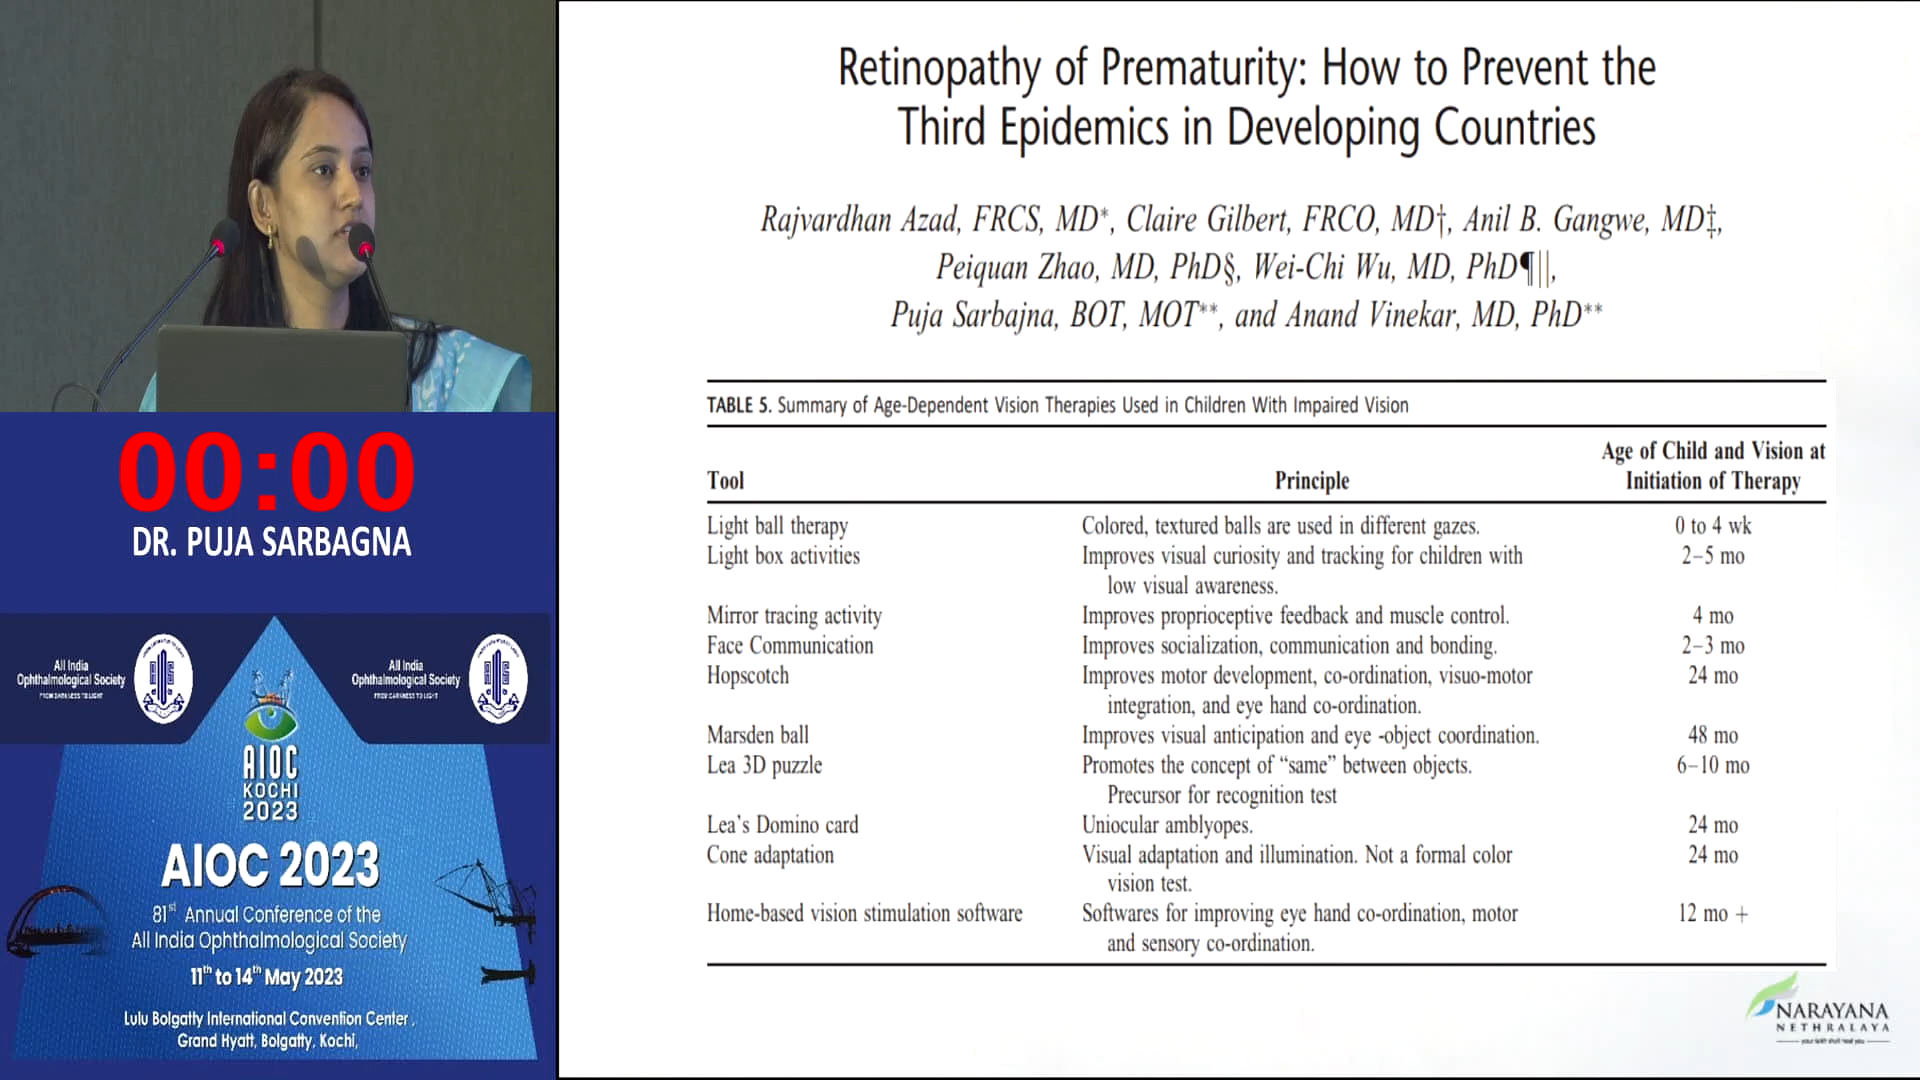 00:00
DR. PUJA SARBAGNA
All India
Ophthalmological Society
FROM DARKNESS TO LIGHT
All India
Ophthalmological Society
FROM DARKNESS TO LIGHT
AIOC
KOCHI
2023
AIOC 2023
81st Annual Conference of the
All India Ophthalmological Society
11th to 14th May 2023
Lulu Bolgatty International Convention Center,
Grand Hyatt, Bolgatty, Kochi,
Retinopathy of Prematurity: How to Prevent the
Third Epidemics in Developing Countries
Rajvardhan Azad, FRCS, MD*, Claire Gilbert, FRCO, MD†, Anil B. Gangwe, MD‡,
Peiquan Zhao, MD, PhD§, Wei-Chi Wu, MD, PhD¶||,
Puja Sarbajna, BOT, MOT**, and Anand Vinekar, MD, PhD**
TABLE 5. Summary of Age-Dependent Vision Therapies Used in Children With Impaired Vision
Age of Child and Vision at
Tool Principle Initiation of Therapy
Light ball therapy Colored, textured balls are used in different gazes. 0 to 4 wk
Light box activities Improves visual curiosity and tracking for children with 2–5 mo
low visual awareness.
Mirror tracing activity Improves proprioceptive feedback and muscle control. 4 mo
Face Communication Improves socialization, communication and bonding. 2–3 mo
Hopscotch Improves motor development, co-ordination, visuo-motor 24 mo
integration, and eye hand co-ordination.
Marsden ball Improves visual anticipation and eye -object coordination. 48 mo
Lea 3D puzzle Promotes the concept of “same” between objects. 6–10 mo
Precursor for recognition test
Lea’s Domino card Uniocular amblyopes. 24 mo
Cone adaptation Visual adaptation and illumination. Not a formal color 24 mo
vision test.
Home-based vision stimulation software Softwares for improving eye hand co-ordination, motor 12 mo +
and sensory co-ordination.
NARAYANA
NETHRALAYA